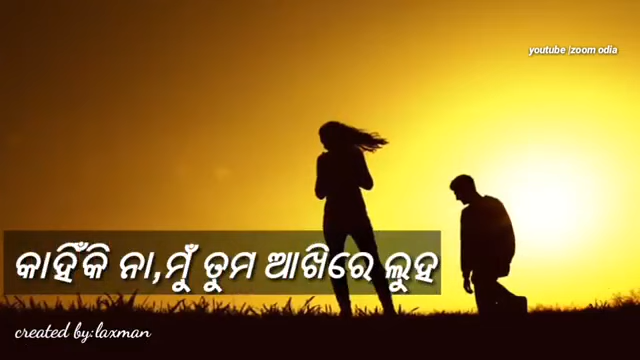 youtube |zoom odia
କାହିଁକି ନା,ମୁଁ ତୁମ ଆଖିରେ ଲୁହ
created by:laxman